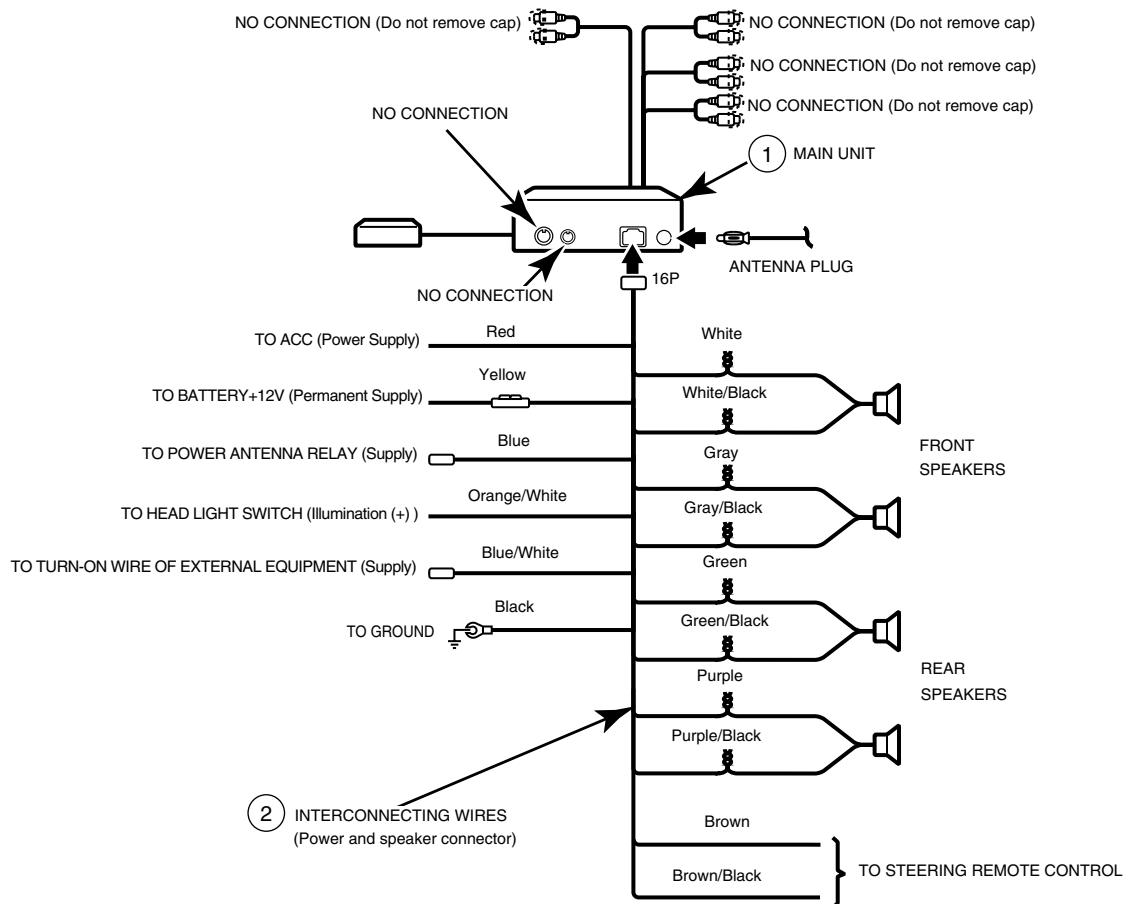 NO CONNECTION (Do not remove cap)
NO CONNECTION (Do not remove cap)
NO CONNECTION (Do not remove cap)
NO CONNECTION (Do not remove cap)
NO CONNECTION
1 MAIN UNIT
ANTENNA PLUG
16P
NO CONNECTION
TO ACC (Power Supply)
Red
White
TO BATTERY+12V (Permanent Supply)
Yellow
White/Black
TO POWER ANTENNA RELAY (Supply)
Blue
FRONT
SPEAKERS
Gray
TO HEAD LIGHT SWITCH (Illumination (+) )
Orange/White
Gray/Black
TO TURN-ON WIRE OF EXTERNAL EQUIPMENT (Supply)
Blue/White
Green
TO GROUND
Black
Green/Black
REAR
SPEAKERS
Purple
Purple/Black
2 INTERCONNECTING WIRES
(Power and speaker connector)
Brown
Brown/Black
TO STEERING REMOTE CONTROL